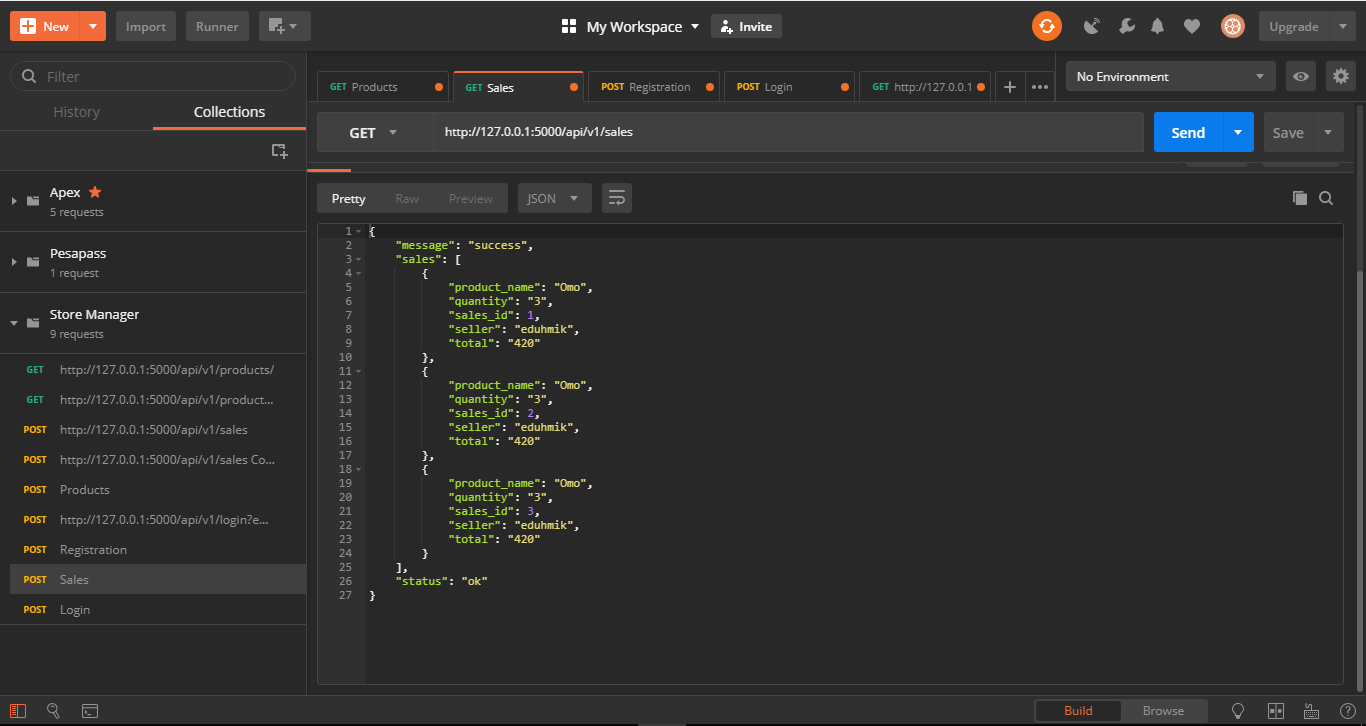 New Import Runner My Workspace Invite Upgrade
Filter
History Collections
Apex
5 requests
Pesapass
1 request
Store Manager
9 requests
GET http://127.0.0.1:5000/api/v1/products/
GET http://127.0.0.1:5000/api/v1/product...
POST http://127.0.0.1:5000/api/v1/sales
POST http://127.0.0.1:5000/api/v1/sales Co...
POST Products
POST http://127.0.0.1:5000/api/v1/login?e...
POST Registration
POST Sales
POST Login
GET Products GET Sales POST Registration POST Login GET http://127.0.0.1 + ••• No Environment
GET http://127.0.0.1:5000/api/v1/sales Send Save
Pretty Raw Preview JSON
1 {
2 "message": "success",
3 "sales": [
4 {
5 "product_name": "Omo",
6 "quantity": "3",
7 "sales_id": 1,
8 "seller": "eduhmik",
9 "total": "420"
10 },
11 {
12 "product_name": "Omo",
13 "quantity": "3",
14 "sales_id": 2,
15 "seller": "eduhmik",
16 "total": "420"
17 },
18 {
19 "product_name": "Omo",
20 "quantity": "3",
21 "sales_id": 3,
22 "seller": "eduhmik",
23 "total": "420"
24 }
25 ],
26 "status": "ok"
27 }
Build Browse